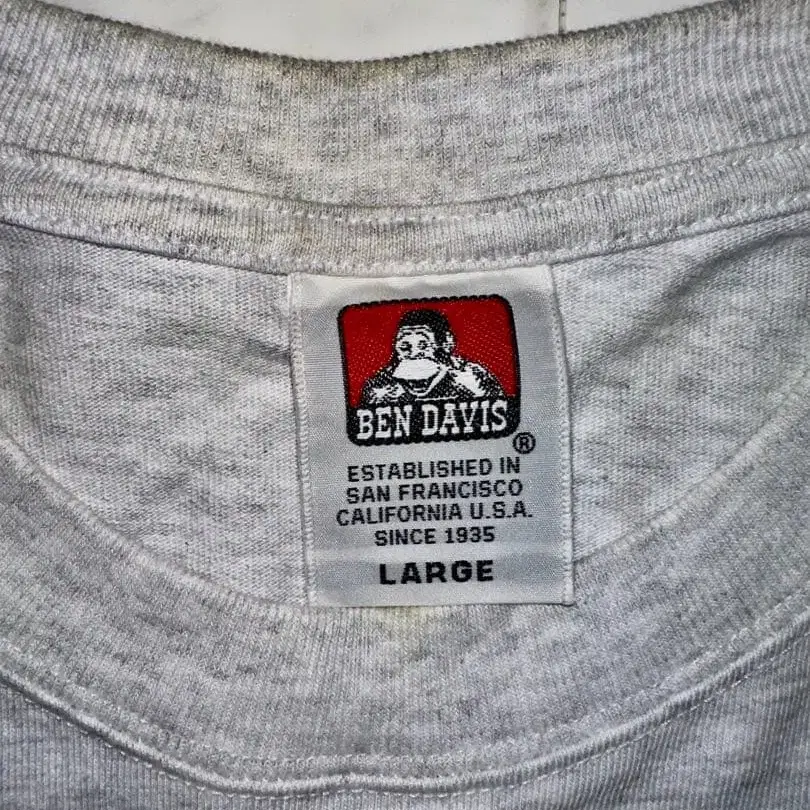 BEN DAVIS
®
ESTABLISHED IN
SAN FRANCISCO
CALIFORNIA U.S.A.
SINCE 1935
LARGE